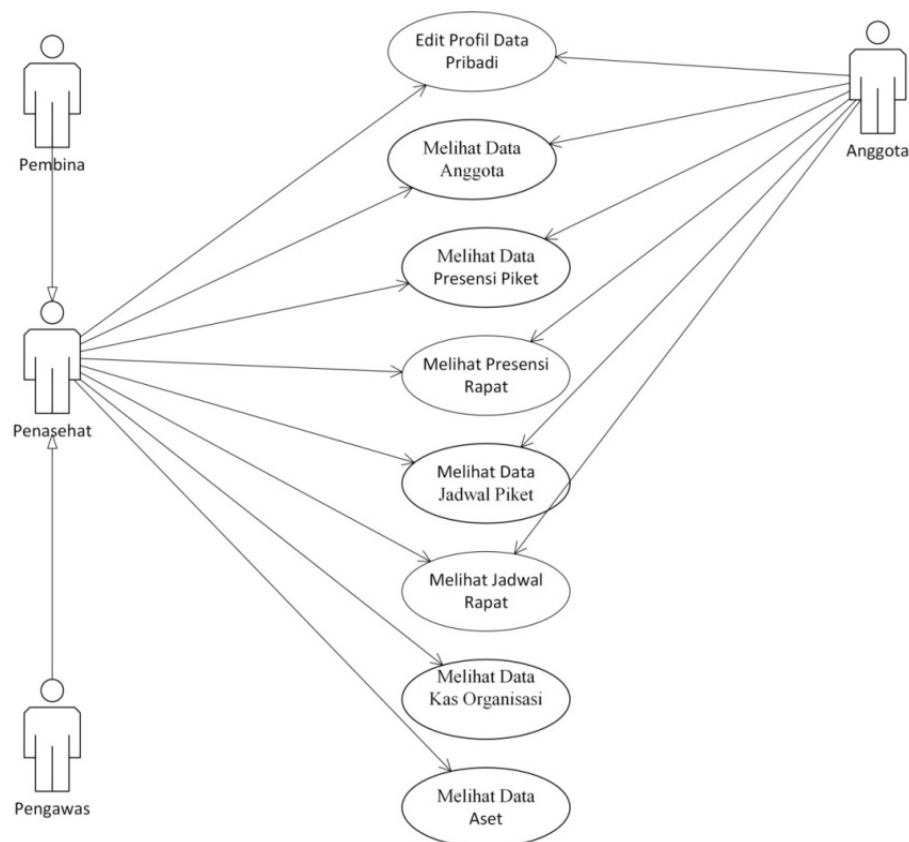 Edit Profil Data
Pribadi
Pembina
Anggota
Melihat Data
Anggota
Melihat Data
Presensi Piket
Melihat Presensi
Rapat
Penasehat
Melihat Data
Jadwal Piket
Melihat Jadwal
Rapat
Melihat Data
Kas Organisasi
Pengawas
Melihat Data
Aset